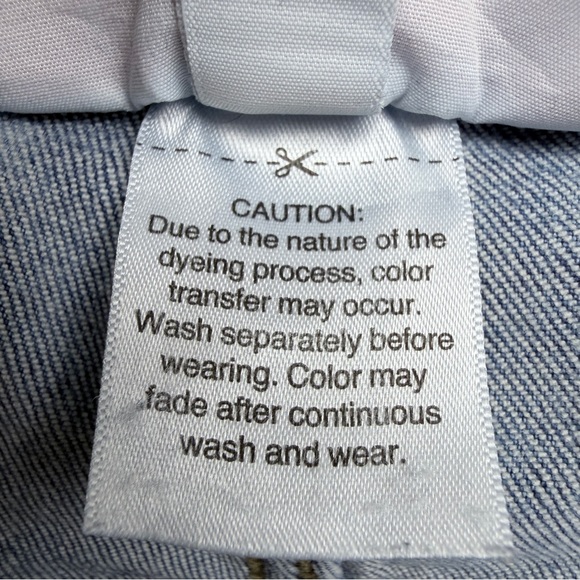 CAUTION:
Due to the nature of the
dyeing process, color
transfer may occur.
Wash separately before
wearing. Color may
fade after continuous
wash and wear.